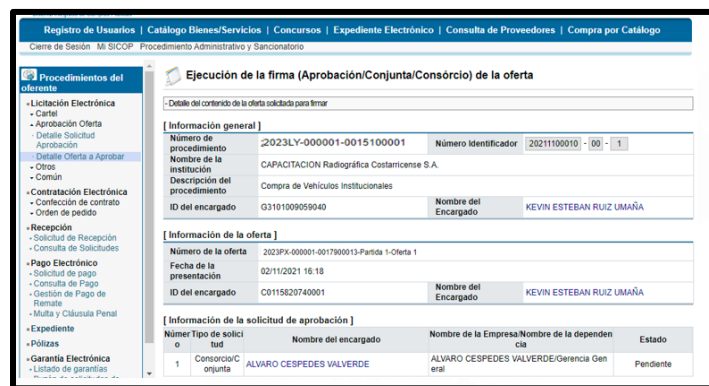 Registro de Usuarios | Catálogo Bienes/Servicios | Concursos | Expediente Electrónico | Consulta de Proveedores | Compra por Catálogo
Cierre de Sesión Mi SICOP Procedimiento Administrativo y Sancionatorio
Procedimientos del oferente
Licitación Electrónica
Cartel
Aprobación Oferta
Detalle Solicitud
Aprobación
Detalle Oferta a Aprobar
Otros
Común
Contratación Electrónica
Confección de contrato
Orden de pedido
Recepción
Solicitud de Recepción
Consulta de Solicitudes
Pago Electrónico
Solicitud de pago
Consulta de Pago
Gestión de Pago de
Remate
Multa y Cláusula Penal
Expediente
Pólizas
Garantía Electrónica
Listado de garantías
Ejecución de la firma (Aprobación/Conjunta/Consórcio) de la oferta
Detalle del contenido de la oferta solicitada para firmar
[ Información general ]
Número de procedimiento ;2023LY-000001-0015100001 Número Identificador 20211100010 - 00 - 1
Nombre de la institución CAPACITACION Radiográfica Costarricense S.A.
Descripción del procedimiento Compra de Vehículos Institucionales
ID del encargado G3101009059040 Nombre del Encargado KEVIN ESTEBAN RUIZ UMAÑA
[ Información de la oferta ]
Número de la oferta 2023PX-000001-0017900013-Partida 1-Oferta 1
Fecha de la presentación 02/11/2021 16:18
ID del encargado C0115820740001 Nombre del Encargado KEVIN ESTEBAN RUIZ UMAÑA
[ Información de la solicitud de aprobación ]
Número Tipo de solicitud Nombre del encargado Nombre de la Empresa/Nombre de la dependencia Estado
1 Consorcio/Conjunta ALVARO CESPEDES VALVERDE ALVARO CESPEDES VALVERDE/Gerencia General Pendiente